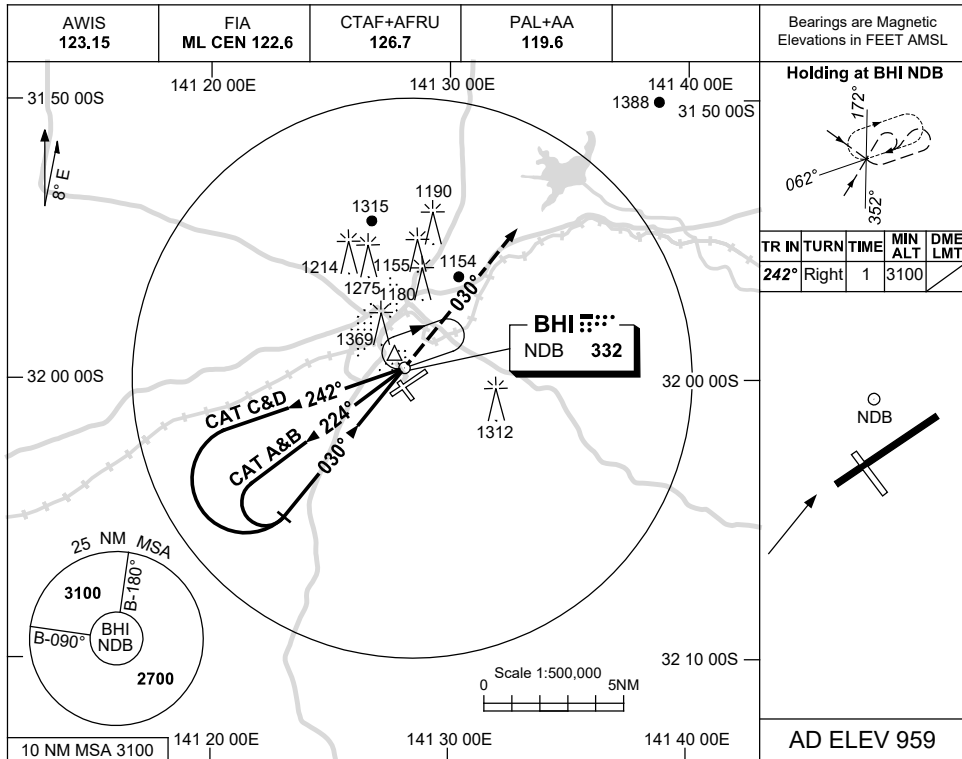 AWIS
123.15
FIA
ML CEN 122.6
CTAF+AFRU
126.7
PAL+AA
119.6
Bearings are Magnetic
Elevations in FEET AMSL
141 20 00E
141 30 00E
141 40 00E
31 50 00S
1388
31 50 00S
8° E
1190
1315
1214
1155
1154
1275
1180
1369
030°
BHI
NDB 332
32 00 00S
32 00 00S
CAT C&D
242°
224°
CAT A&B
030°
1312
25 NM MSA
3100
B-180°
B-090°
BHI
NDB
2700
32 10 00S
Scale 1:500,000
0
5NM
10 NM MSA 3100
141 20 00E
141 30 00E
141 40 00E
Holding at BHI NDB
172°
062°
352°
TR IN TURN TIME MIN ALT DME LMT
242° Right 1 3100
NDB
AD ELEV 959